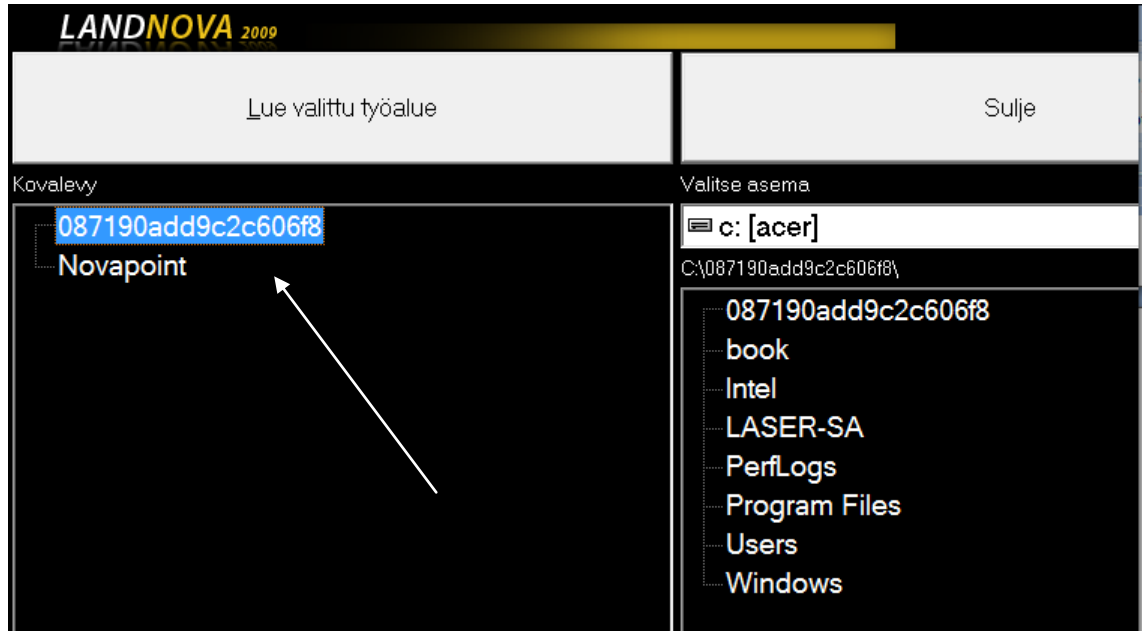 LANDNOVA 2009
Lue valittu työalue
Sulje
Kovalevy
087190add9c2c606f8
Novapoint
Valitse asema
c: [acer]
C:\087190add9c2c606f8\
087190add9c2c606f8
book
Intel
LASER-SA
PerfLogs
Program Files
Users
Windows